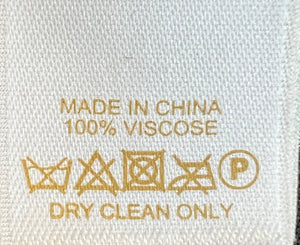 MADE IN CHINA
100% VISCOSE
P
DRY CLEAN ONLY